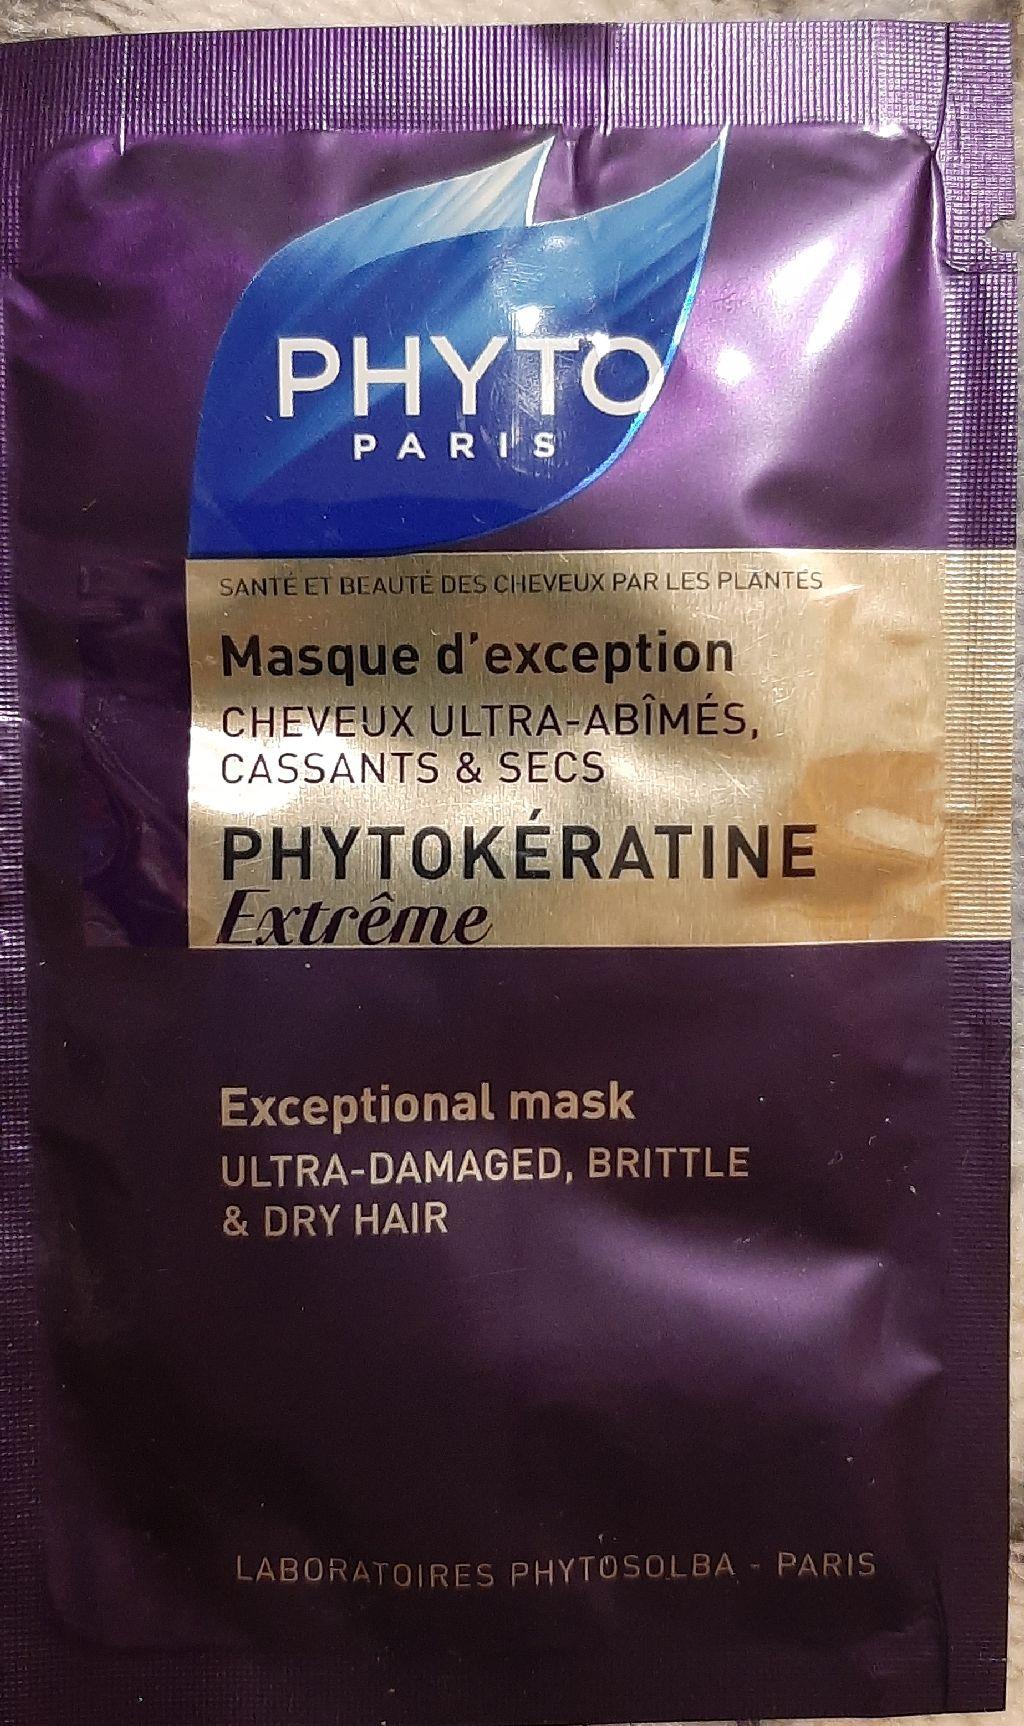 PHYTO
PARIS
SANTÉ ET BEAUTÉ DES CHEVEUX PAR LES PLANTES
Masque d'exception
CHEVEUX ULTRA-ABÎMÉS,
CASSANTS & SECS
PHYTOKÉRATINE
Extrême
Exceptional mask
ULTRA-DAMAGED, BRITTLE
& DRY HAIR
LABORATOIRES PHYTOSOLBA - PARIS